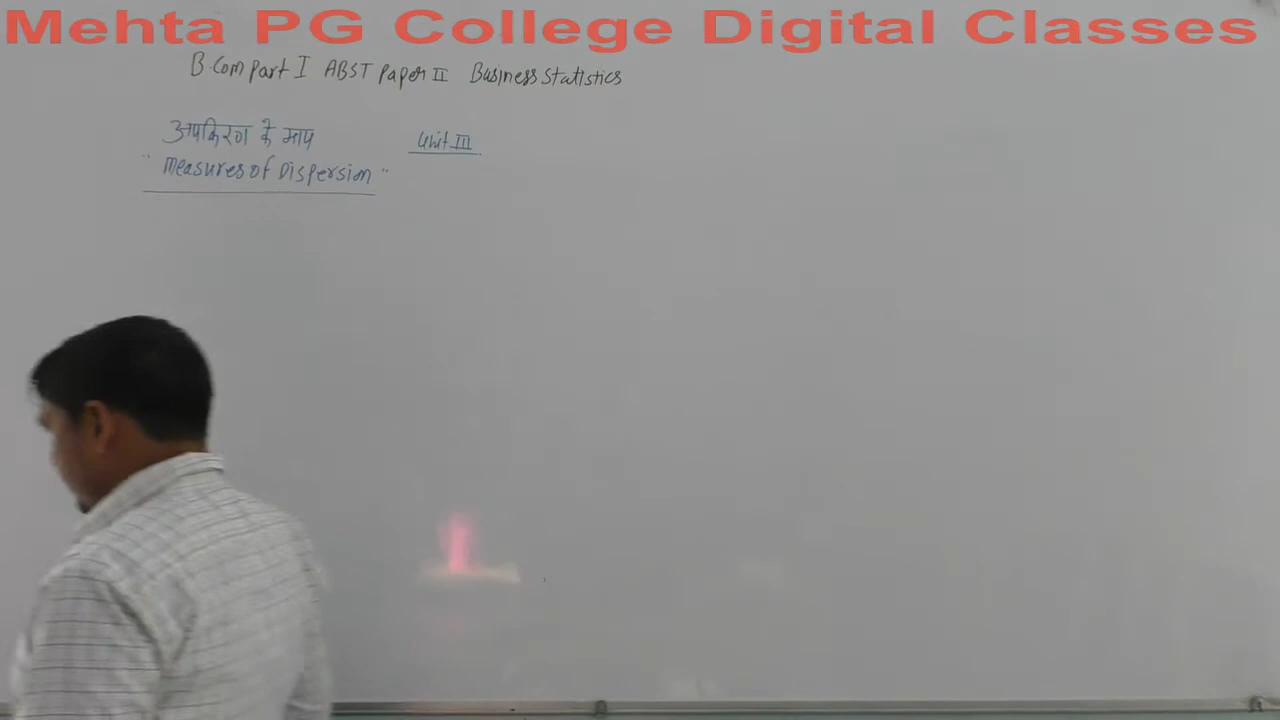 Mehta PG College Digital Classes
B.Com Part I ABST Paper II Business Statistics
अपकिरण के माप Unit III
"Measures of Dispersion"